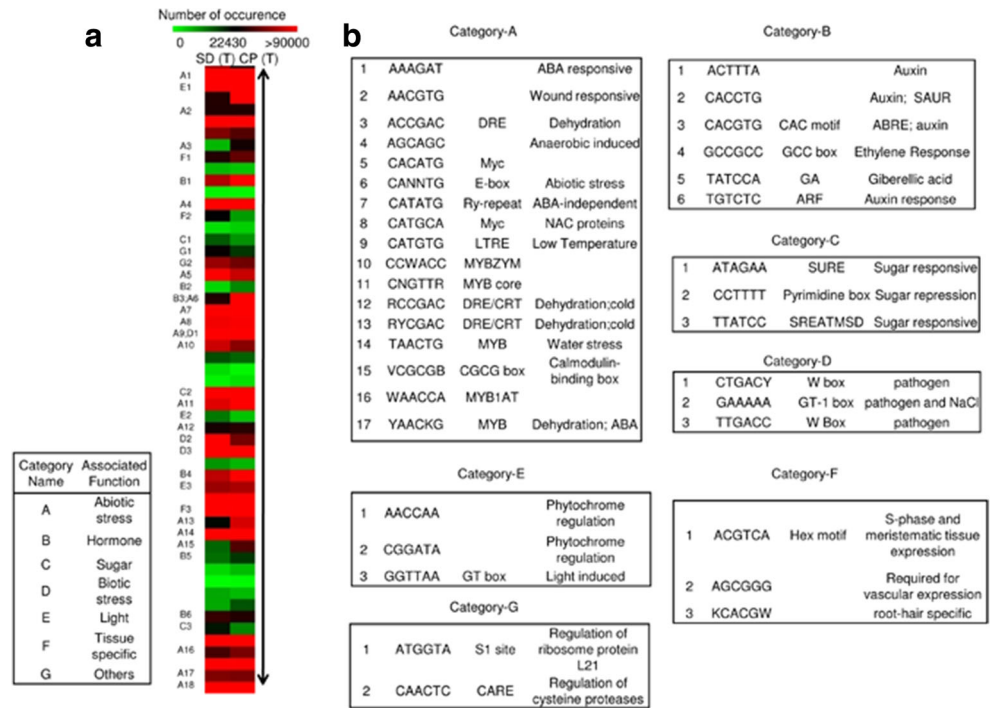 a
Number of occurence
0 22430 >90000
SD (T) CP (T)
A1
E1
A2
A3
F1
B1
A4
F2
C1
G1
G2
A5
B2
B3,A6
A7
A8
A9,D1
A10
C2
A11
E2
A12
D2
D3
B4
E3
F3
A13
A14
A15
B5
B6
C3
A16
A17
A18
Category Name Associated Function
A Abiotic stress
B Hormone
C Sugar
D Biotic stress
E Light
F Tissue specific
G Others
b
Category-A
1 AAAGAT ABA responsive
2 AACGTG Wound responsive
3 ACCGAC DRE Dehydration
4 AGCAGC Anaerobic induced
5 CACATG Myc
6 CANNTG E-box Abiotic stress
7 CATATG Ry-repeat ABA-independent
8 CATGCA Myc NAC proteins
9 CATGTG LTRE Low Temperature
10 CCWACC MYBZYM
11 CNGTTR MYB core
12 RCCGAC DRE/CRT Dehydration;cold
13 RYCGAC DRE/CRT Dehydration;cold
14 TAACTG MYB Water stress
15 VCGCGB CGCG box Calmodulin-binding box
16 WAACCA MYB1AT
17 YAACKG MYB Dehydration; ABA
Category-B
1 ACTTTA Auxin
2 CACCTG Auxin; SAUR
3 CACGTG CAC motif ABRE; auxin
4 GCCGCC GCC box Ethylene Response
5 TATCCA GA Giberellic acid
6 TGTCTC ARF Auxin response
Category-C
1 ATAGAA SURE Sugar responsive
2 CCTTTT Pyrimidine box Sugar repression
3 TTATCC SREATMSD Sugar responsive
Category-D
1 CTGACY W box pathogen
2 GAAAAA GT-1 box pathogen and NaCl
3 TTGACC W Box pathogen
Category-E
1 AACCAA Phytochrome regulation
2 CGGATA Phytochrome regulation
3 GGTTAA GT box Light induced
Category-F
1 ACGTCA Hex motif S-phase and meristematic tissue expression
2 AGCGGG Required for vascular expression
3 KCACGW root-hair specific
Category-G
1 ATGGTA S1 site Regulation of ribosome protein L21
2 CAACTC CARE Regulation of cysteine proteases